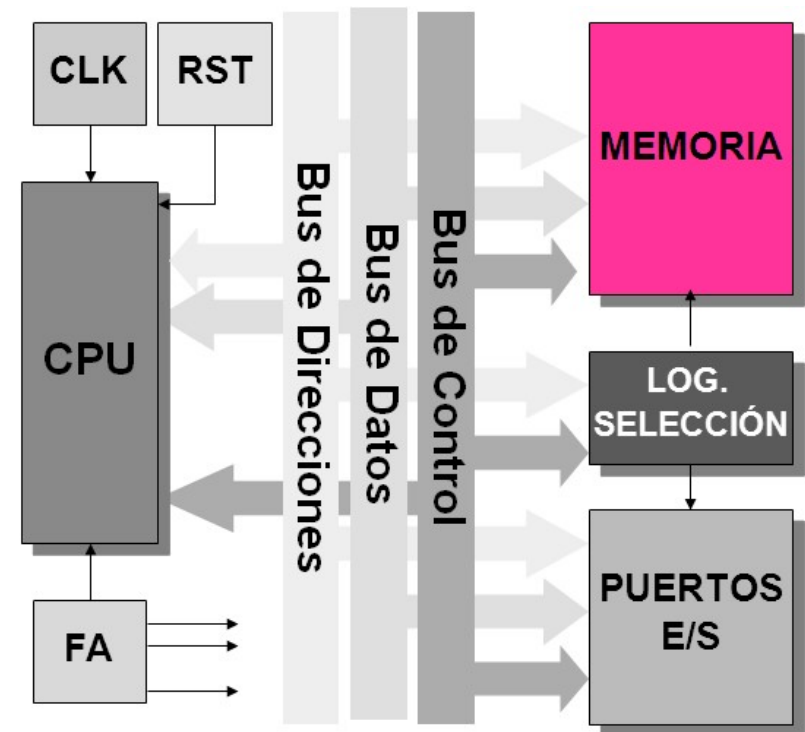 CLK
RST
MEMORIA
Bus de Direcciones
Bus de Datos
Bus de Control
CPU
LOG.
SELECCIÓN
PUERTOS
E/S
FA